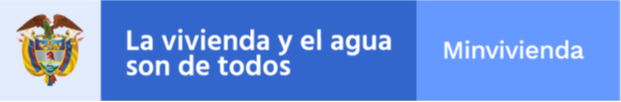 La vivienda y el agua
son de todos
Minvivienda